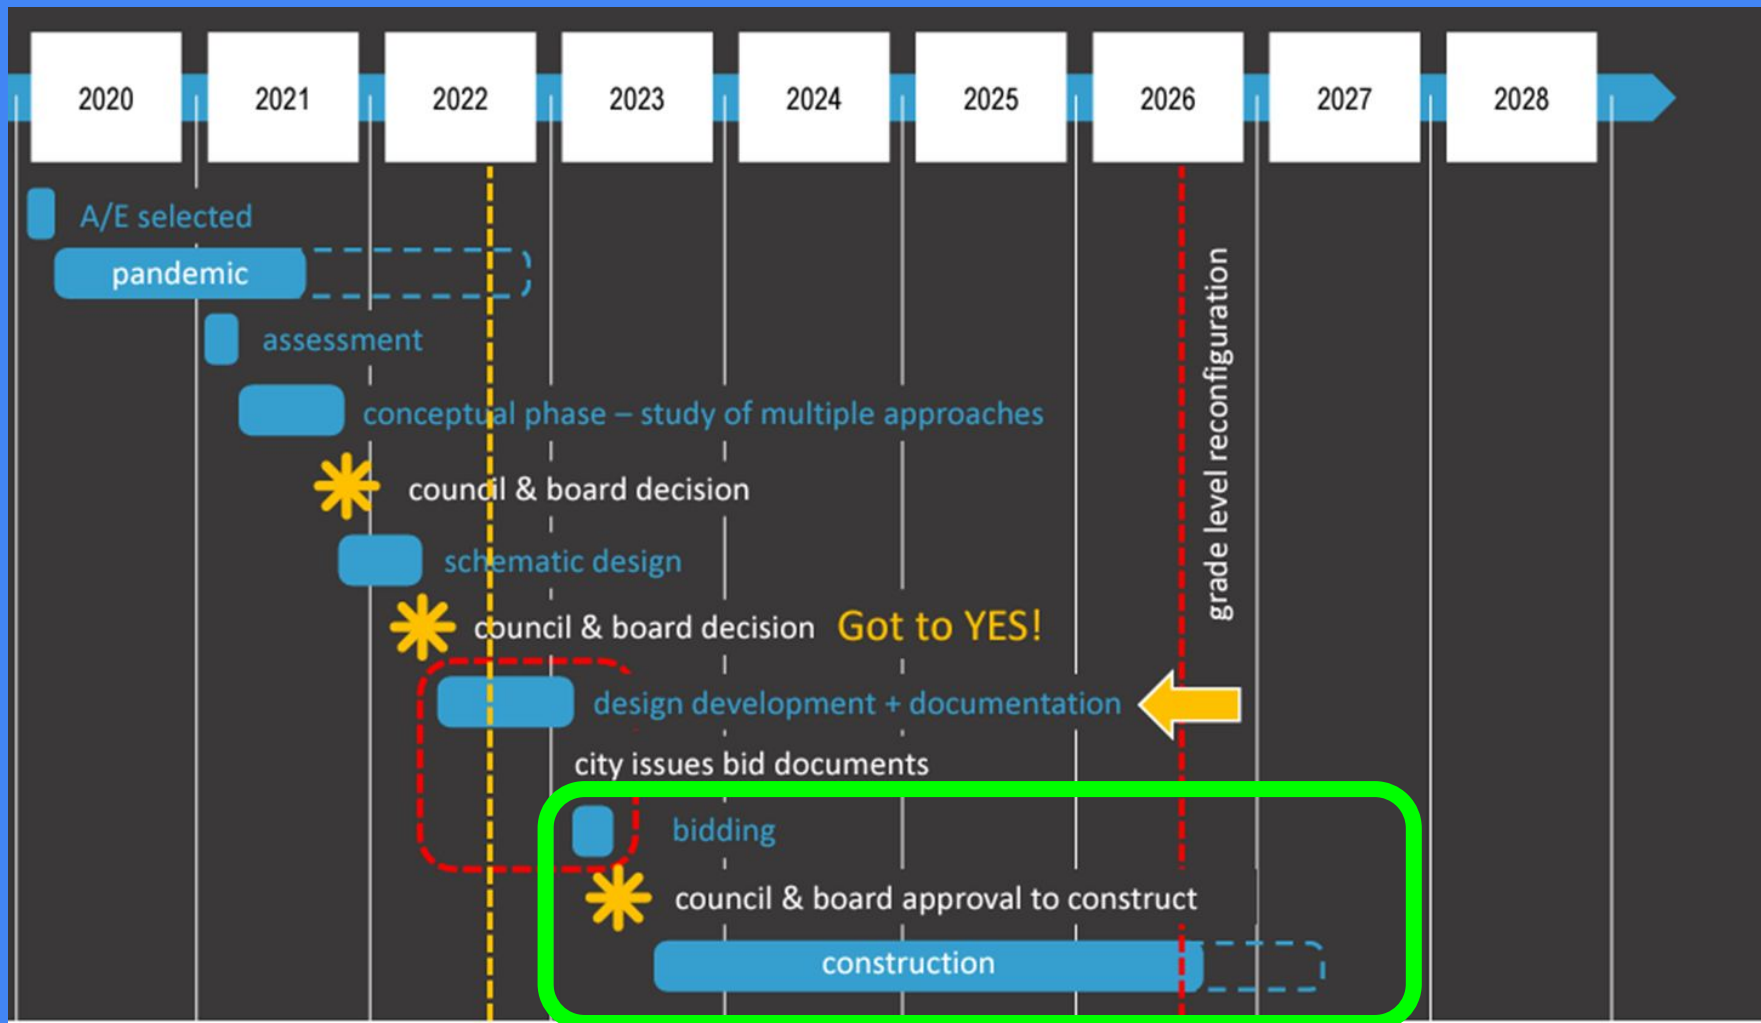 2020
2021
2022
2023
2024
2025
2026
2027
2028
A/E selected
pandemic
assessment
conceptual phase – study of multiple approaches
council & board decision
schematic design
council & board decision Got to YES!
design development + documentation
city issues bid documents
bidding
council & board approval to construct
construction
grade level reconfiguration